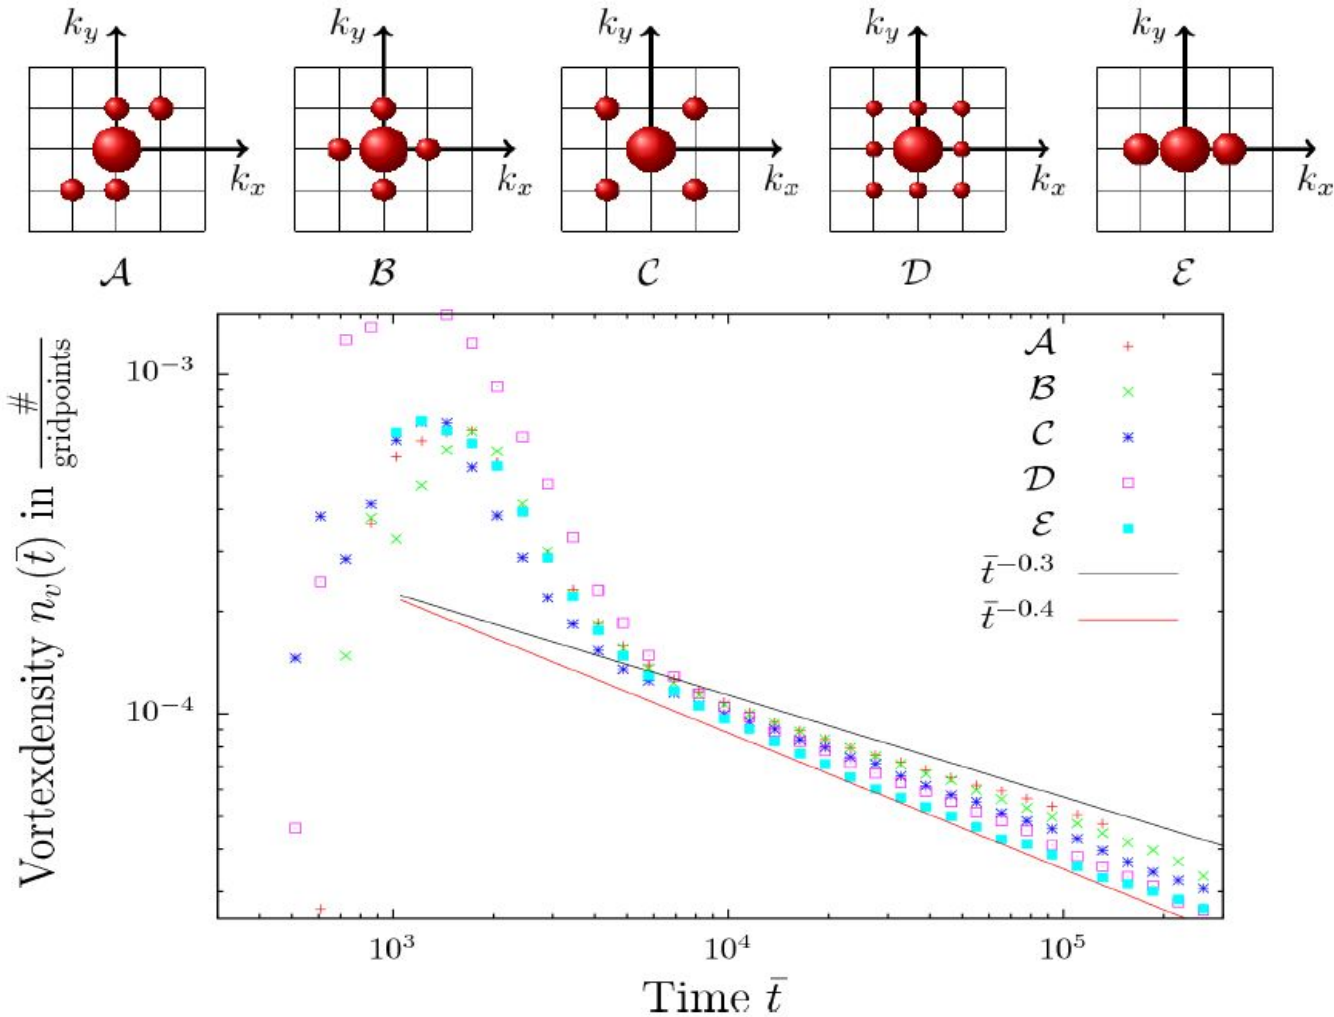 k_y k_y k_y k_y k_y
k_x k_x k_x k_x k_x
𝒜 ℬ 𝒞 𝒟 ℰ
Vortexdensity n_v(t̄) in #/gridpoints
10^{-3}
10^{-4}
𝒜
ℬ
𝒞
𝒟
ℰ
t̄^{-0.3}
t̄^{-0.4}
10^3 10^4 10^5
Time t̄